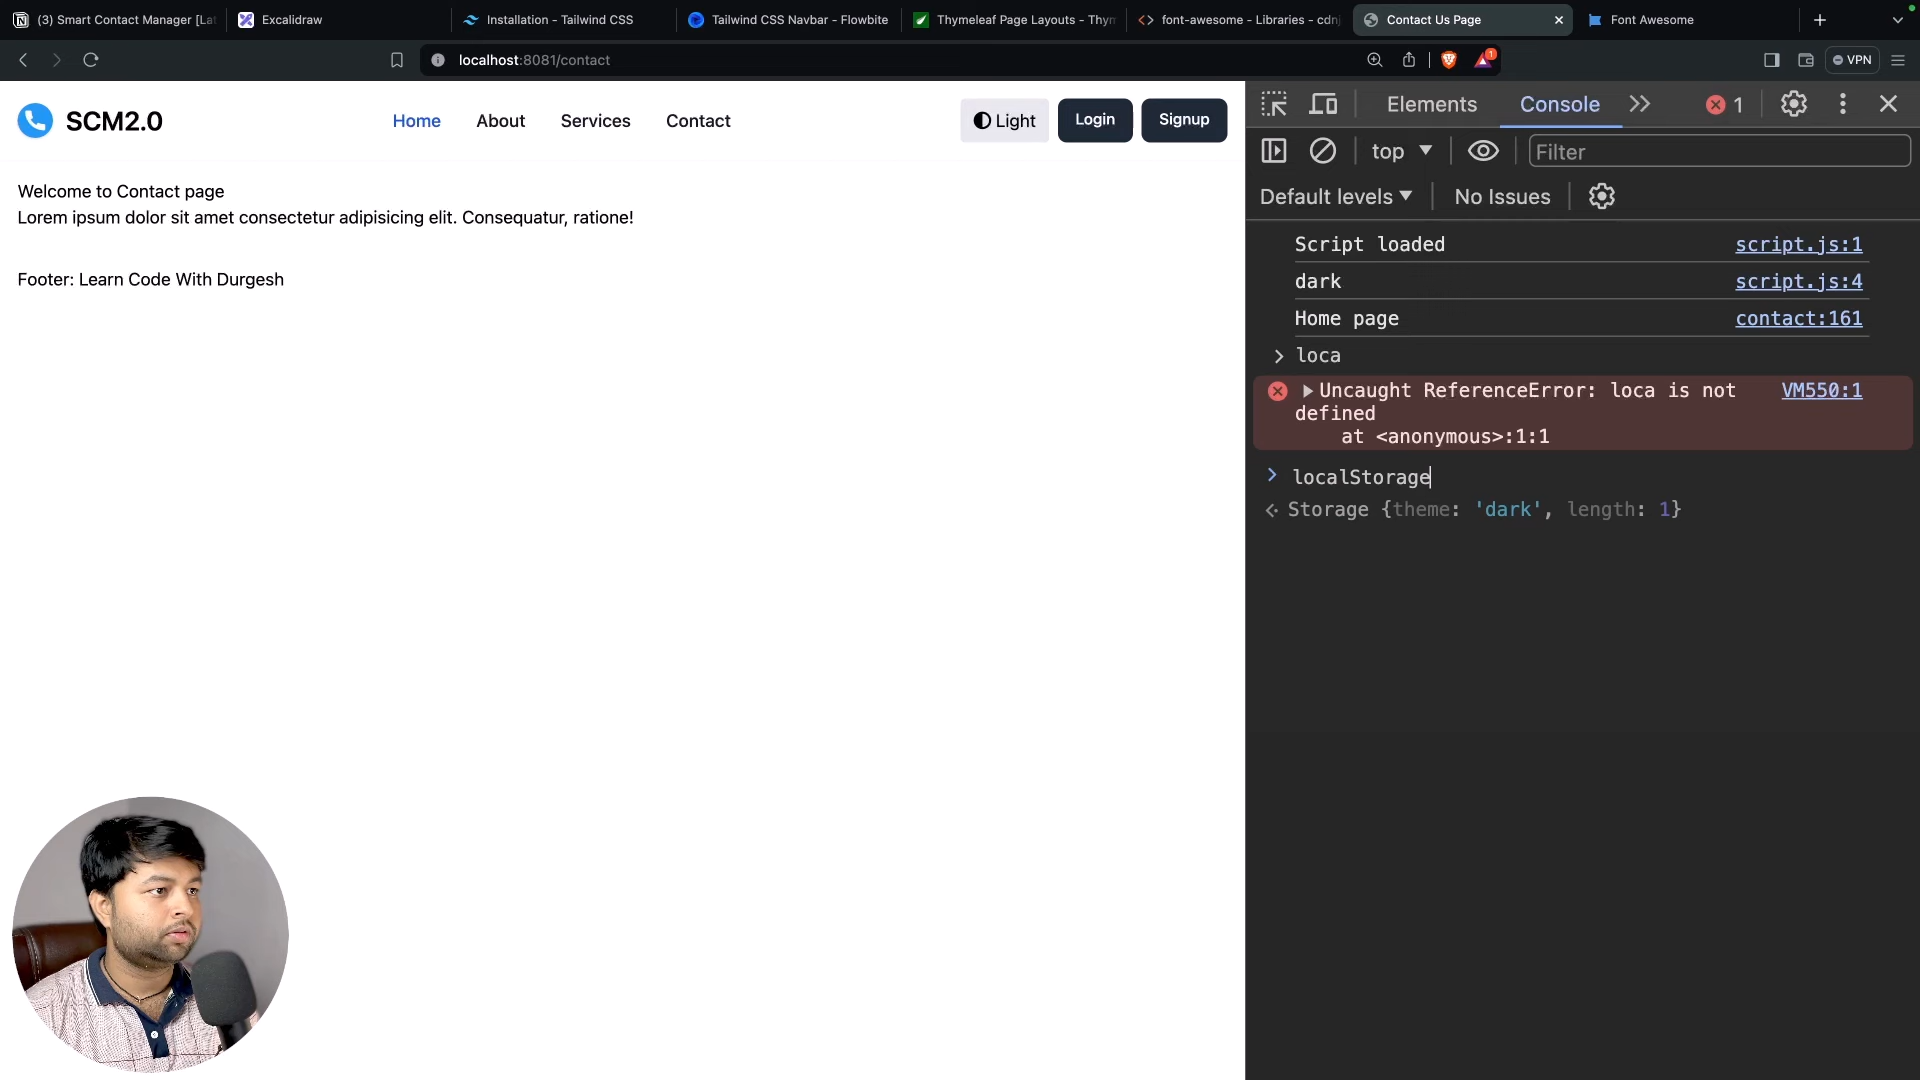 (3) Smart Contact Manager [Lat
Excalidraw
Installation - Tailwind CSS
Tailwind CSS Navbar - Flowbite
Thymeleaf Page Layouts - Thym
font-awesome - Libraries - cdnj
Contact Us Page
Font Awesome
localhost:8081/contact
1
VPN
SCM2.0
Home
About
Services
Contact
Light
Login
Signup
Welcome to Contact page
Lorem ipsum dolor sit amet consectetur adipisicing elit. Consequatur, ratione!
Footer: Learn Code With Durgesh
Elements
Console
1
top
Filter
Default levels
No Issues
Script loaded script.js:1
dark script.js:4
Home page contact:161
loca
Uncaught ReferenceError: loca is not VM550:1
defined
at <anonymous>:1:1
localStorage
Storage {theme: 'dark', length: 1}